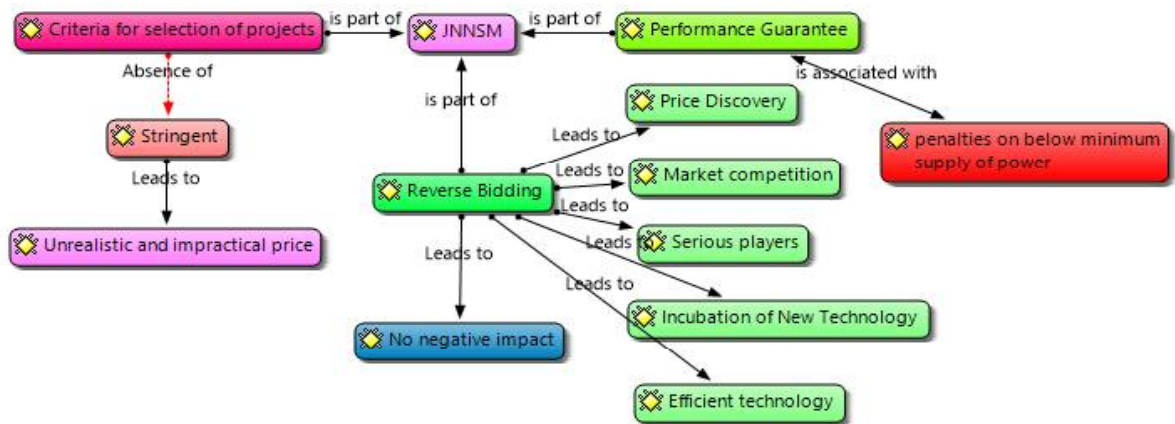 Criteria for selection of projects
is part of
JNNSM
is part of
Performance Guarantee
Absence of
is associated with
is part of
Price Discovery
Stringent
Leads to
penalties on below minimum
supply of power
Leads to
Leads to
Market competition
Reverse Bidding
Leads to
Unrealistic and impractical price
Leads to
Serious players
Leads to
Leads to
Incubation of New Technology
No negative impact
Efficient technology